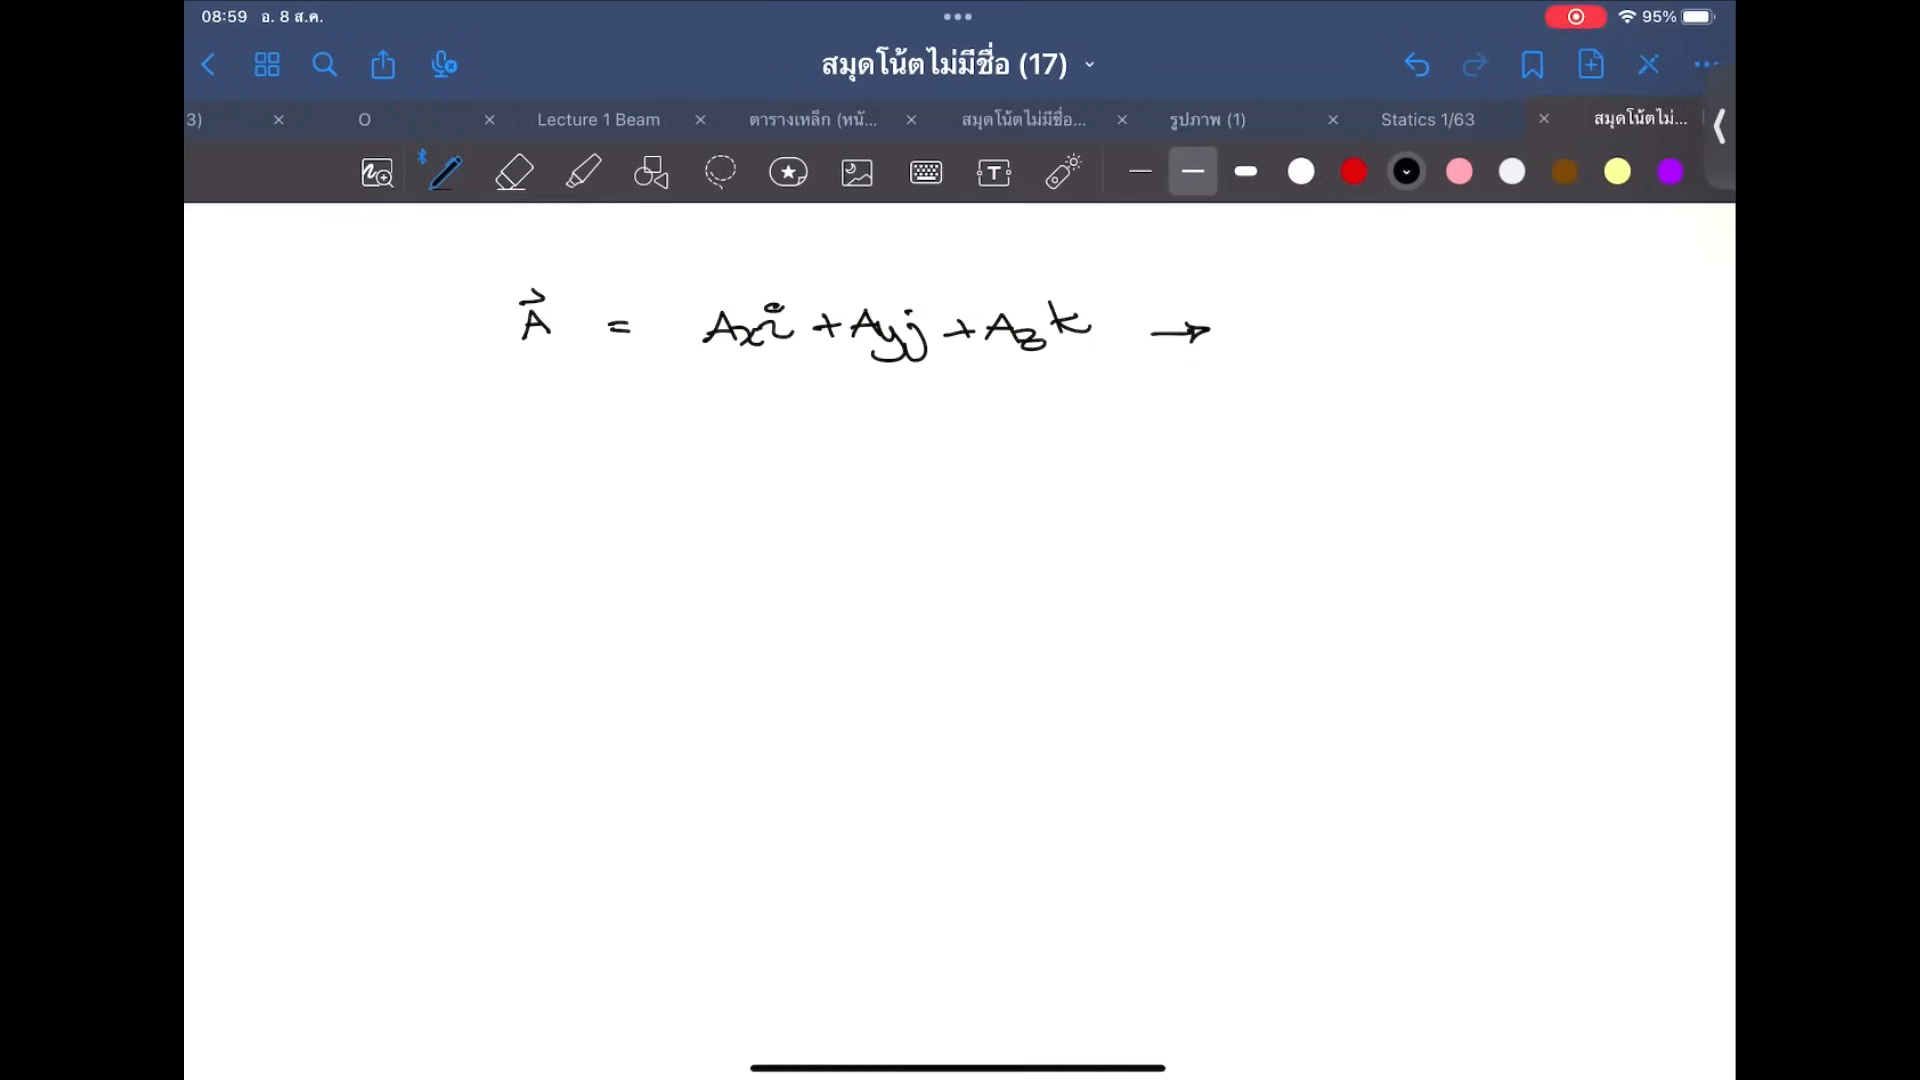 08:59 อ. 8 ส.ค. 95%
สมุดโน้ตไม่มีชื่อ (17)
3) O Lecture 1 Beam ตารางเหล็ก (หนั... สมุดโน้ตไม่มีชื่อ... รูปภาพ (1) Statics 1/63 สมุดโน้ตไม่...
A⃗ = Axi + Ayj + Azk →